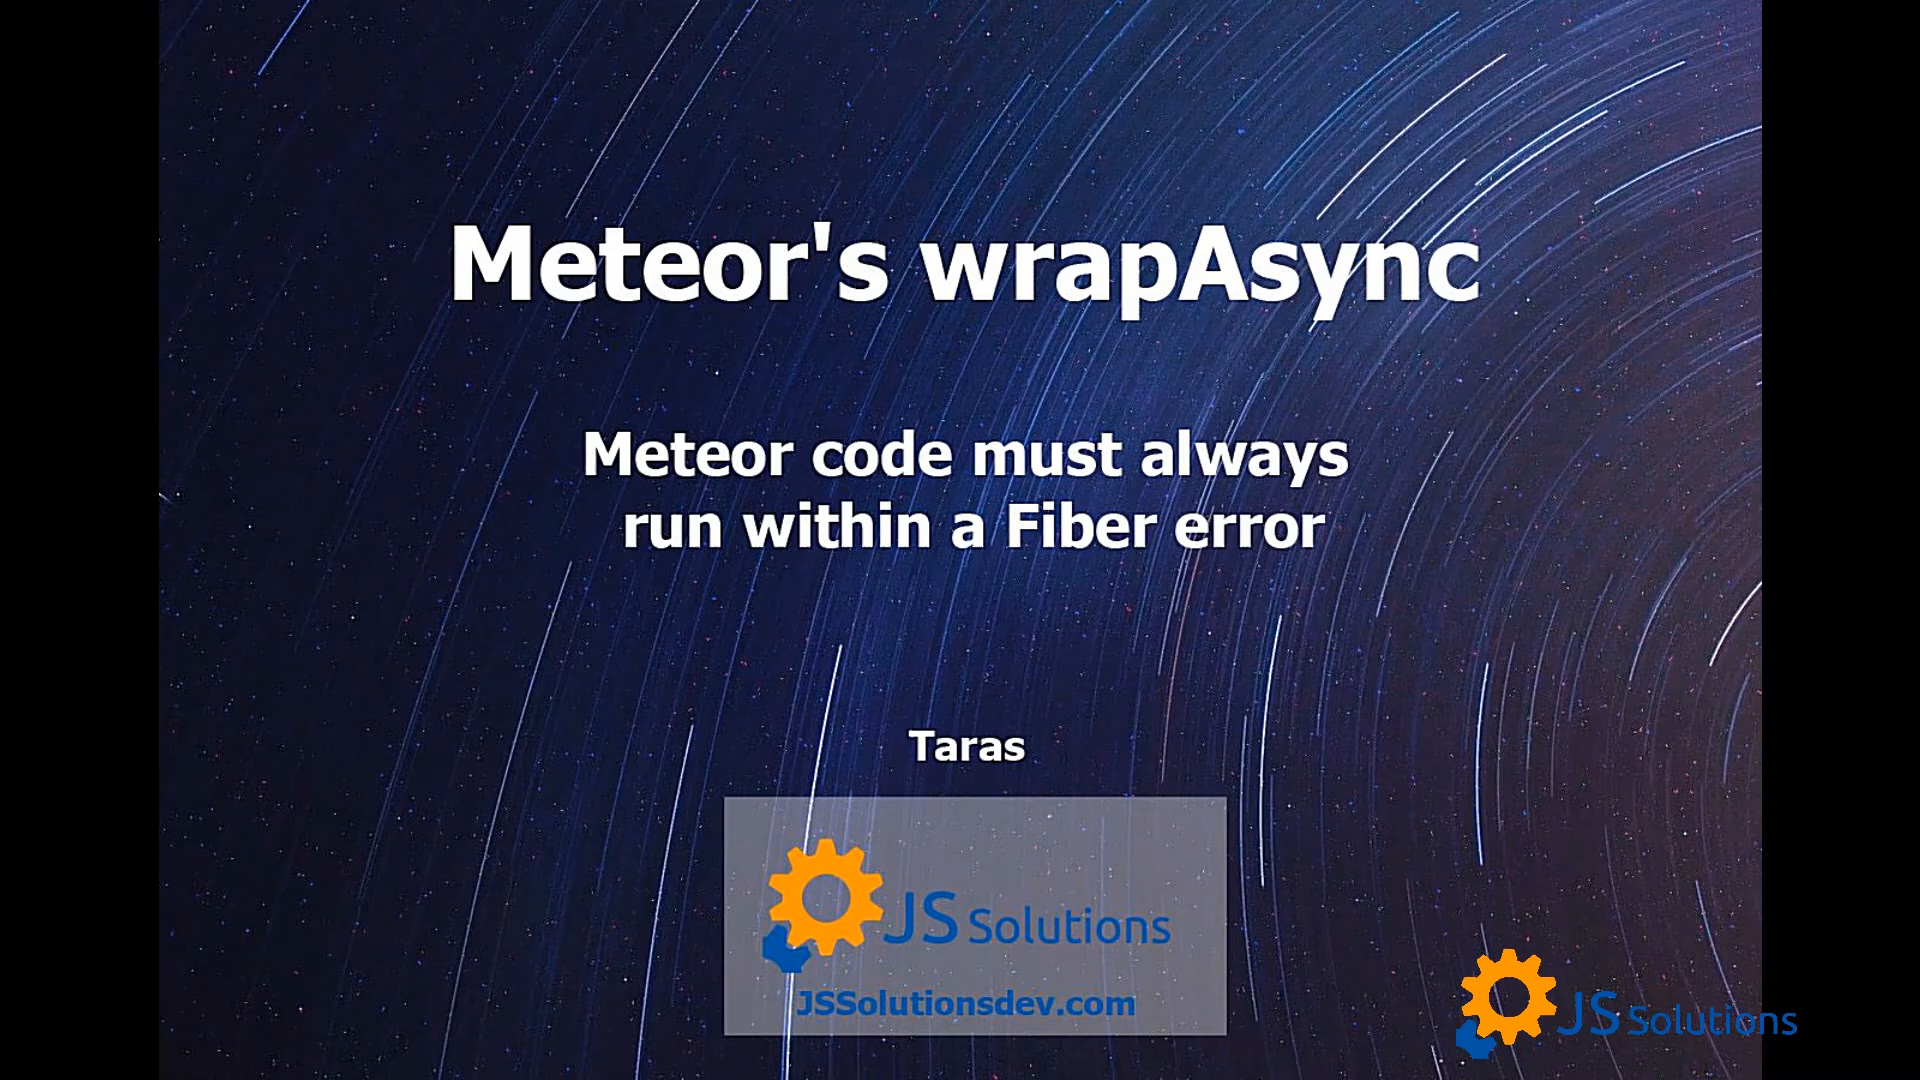 Meteor's wrapAsync
Meteor code must always
run within a Fiber error
Taras
JS Solutions
JSSolutionsdev.com
JS Solutions